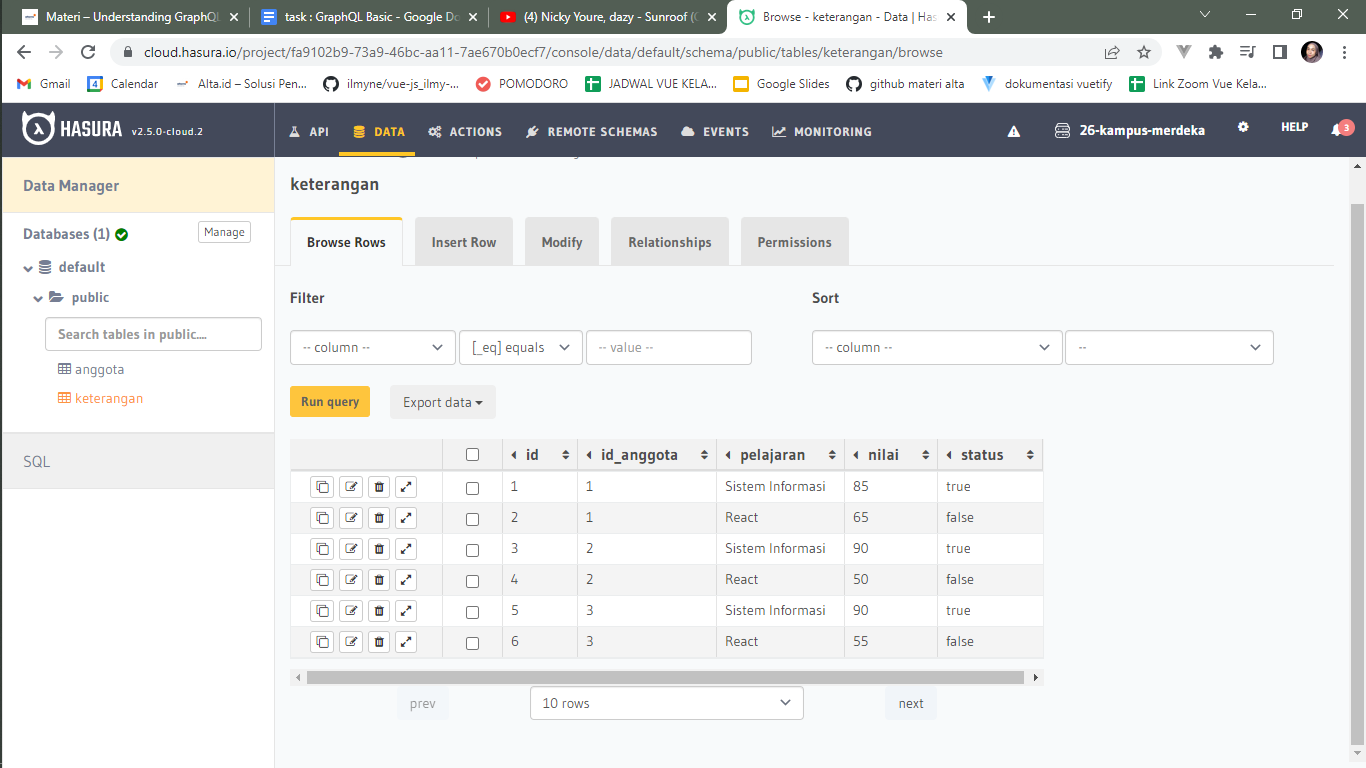 Materi – Understanding GraphQL
task : GraphQL Basic - Google Do
(4) Nicky Youre, dazy - Sunroof (
Browse - keterangan - Data | Has
cloud.hasura.io/project/fa9102b9-73a9-46bc-aa11-7ae670b0ecf7/console/data/default/schema/public/tables/keterangan/browse
Gmail
4
Calendar
Alta.id – Solusi Pen...
ilmyne/vue-js_ilmy-...
POMODORO
JADWAL VUE KELA...
Google Slides
github materi alta
dokumentasi vuetify
Link Zoom Vue Kela...
HASURA v2.5.0-cloud.2
API
DATA
ACTIONS
REMOTE SCHEMAS
EVENTS
MONITORING
26-kampus-merdeka
HELP
3
Data Manager
Databases (1)
Manage
default
public
Search tables in public....
anggota
keterangan
SQL
keterangan
Browse Rows
Insert Row
Modify
Relationships
Permissions
Filter
Sort
-- column --
[_eq] equals
-- value --
-- column --
--
Run query
Export data
id id_anggota pelajaran nilai status
1 1 Sistem Informasi 85 true
2 1 React 65 false
3 2 Sistem Informasi 90 true
4 2 React 50 false
5 3 Sistem Informasi 90 true
6 3 React 55 false
prev
10 rows
next